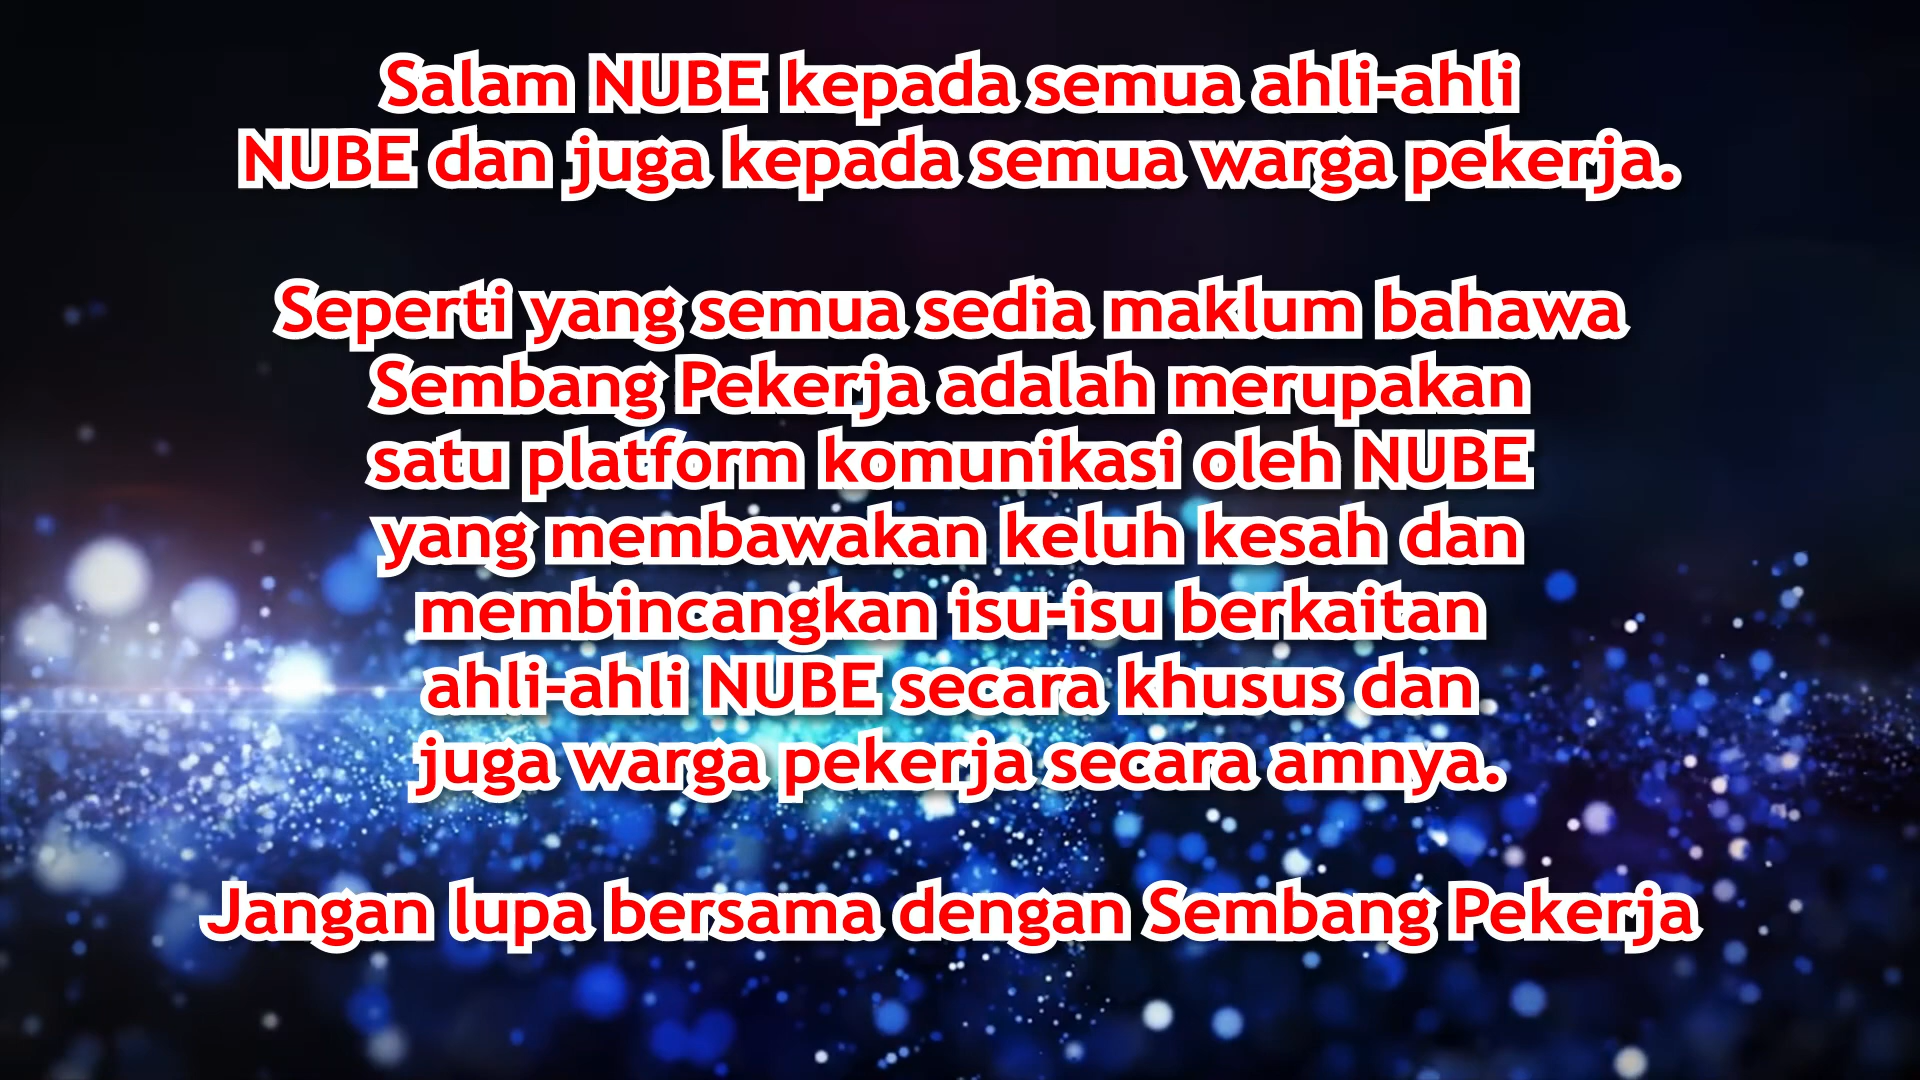 Salam NUBE kepada semua ahli-ahli
NUBE dan juga kepada semua warga pekerja.
Seperti yang semua sedia maklum bahawa
Sembang Pekerja adalah merupakan
satu platform komunikasi oleh NUBE
yang membawakan keluh kesah dan
membincangkan isu-isu berkaitan
ahli-ahli NUBE secara khusus dan
juga warga pekerja secara amnya.
Jangan lupa bersama dengan Sembang Pekerja